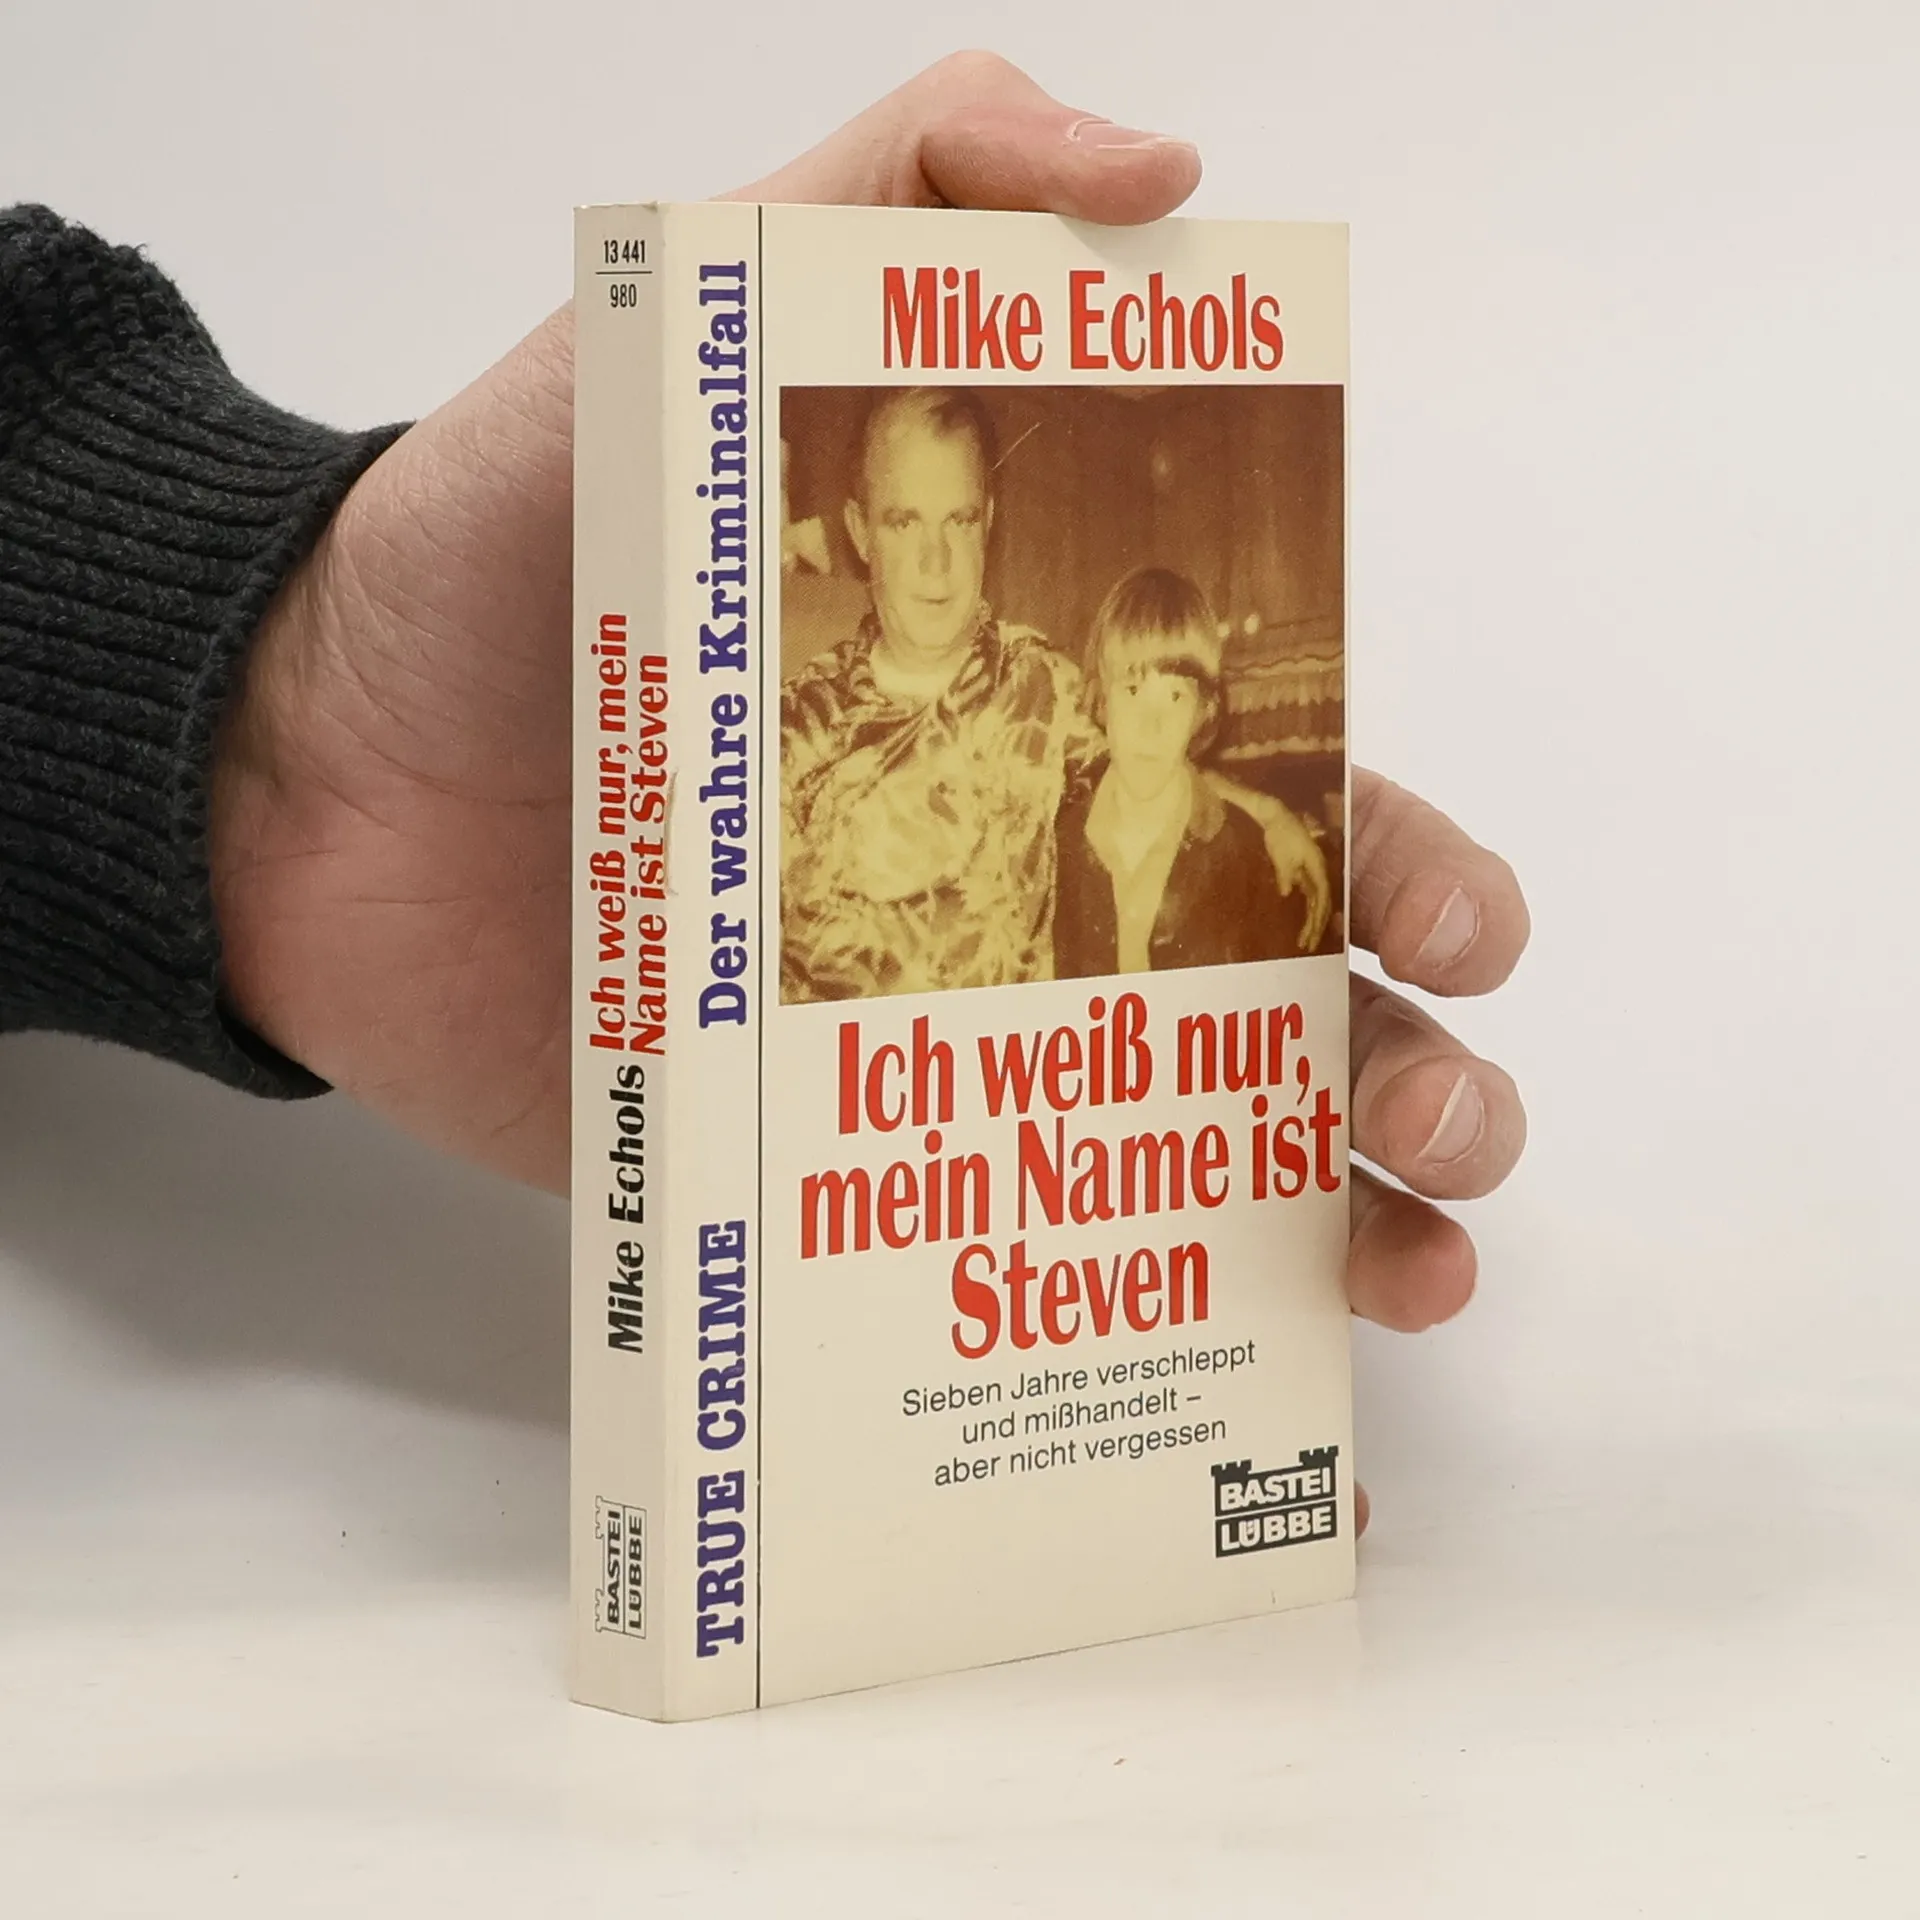 13 441
980
Ich weiß nur, mein
Name ist Steven
Mike Echols
BASTEI
LÜBBE
Der wahre Kriminalfall
TRUE CRIME
Mike Echols
Ich weiß nur,
mein Name ist
Steven
Sieben Jahre verschleppt
und mißhandelt –
aber nicht vergessen
BASTEI
LÜBBE